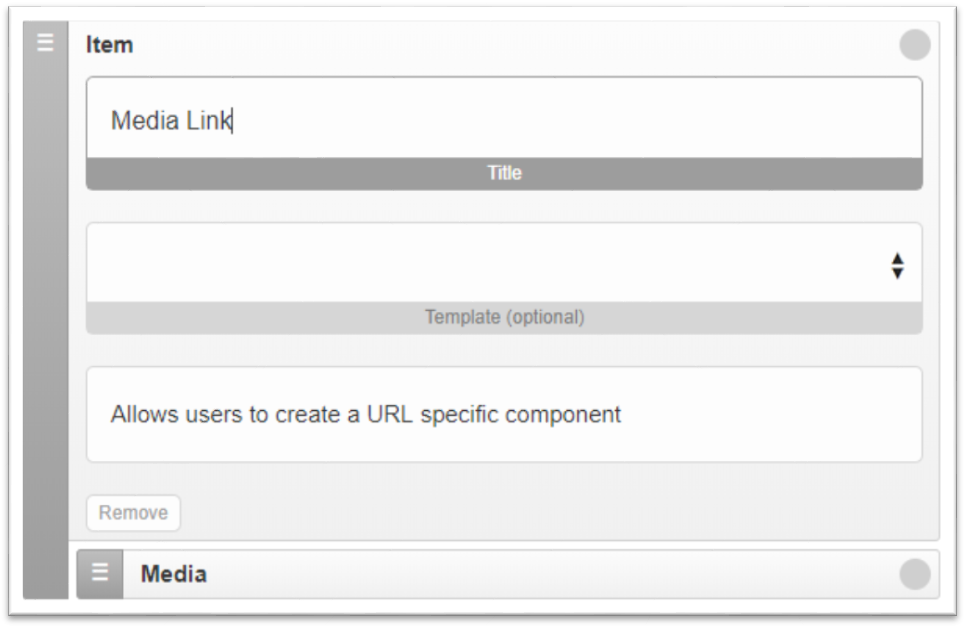 Item
Media Link
Title
Template (optional)
Allows users to create a URL specific component
Remove
Media